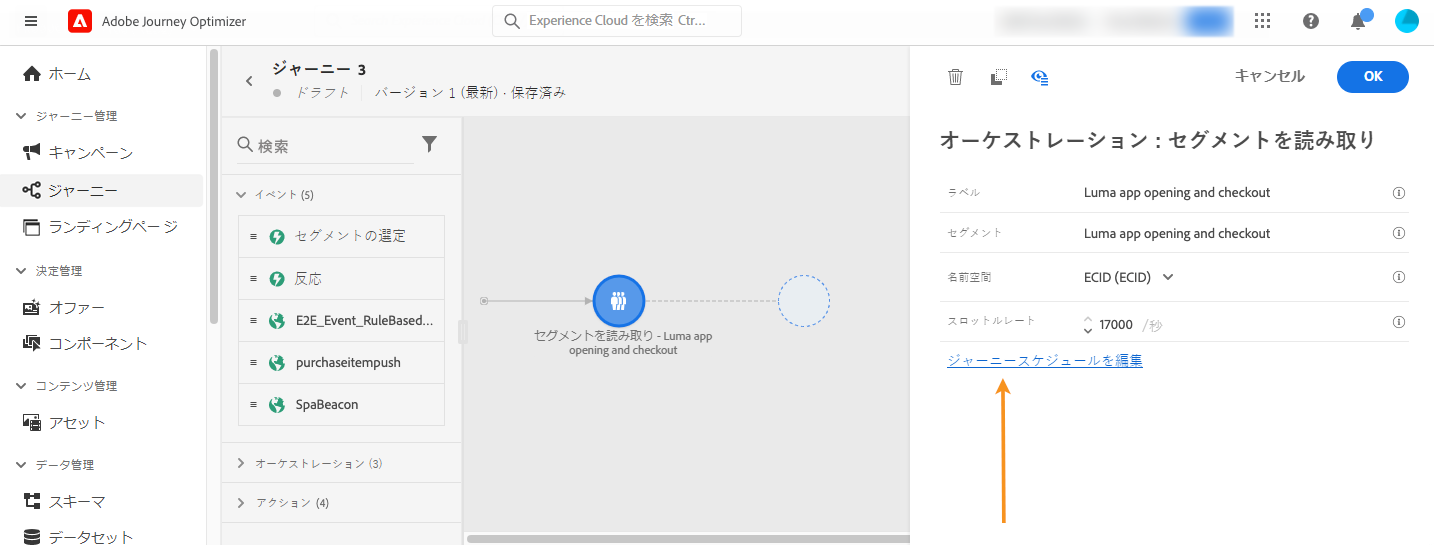 Adobe Journey Optimizer
Experience Cloud を検索 Ctr...
ホーム
ジャーニー管理
キャンペーン
ジャーニー
ランディングページ
決定管理
オファー
コンポーネント
コンテンツ管理
アセット
データ管理
スキーマ
データセット
ジャーニー 3
ドラフト
バージョン 1 (最新) · 保存済み
検索
イベント (5)
セグメントの選定
反応
E2E_Event_RuleBased...
purchaseitempush
SpaBeacon
オーケストレーション (3)
アクション (4)
セグメントを読み取り - Luma app
opening and checkout
キャンセル
OK
オーケストレーション : セグメントを読み取り
ラベル Luma app opening and checkout
セグメント Luma app opening and checkout
名前空間 ECID (ECID)
スロットルレート 17000 /秒
ジャーニースケジュールを編集